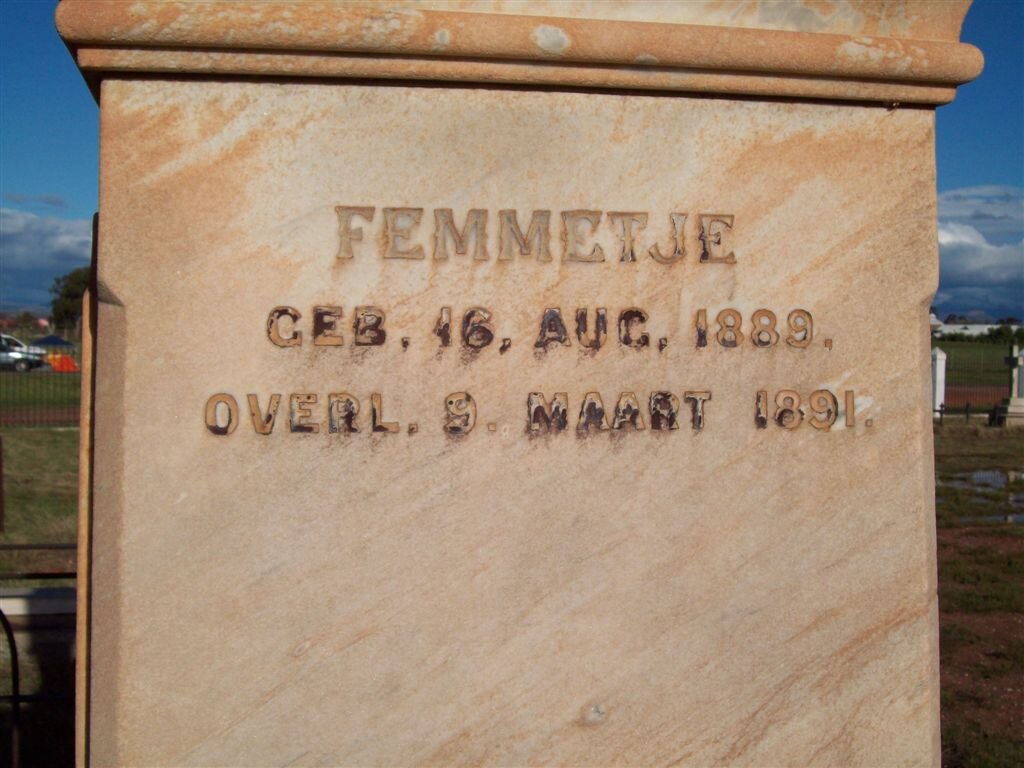 FEMMETJE
GEB. 16, AUG. 1889.
OVERL. 9. MAART 1891.